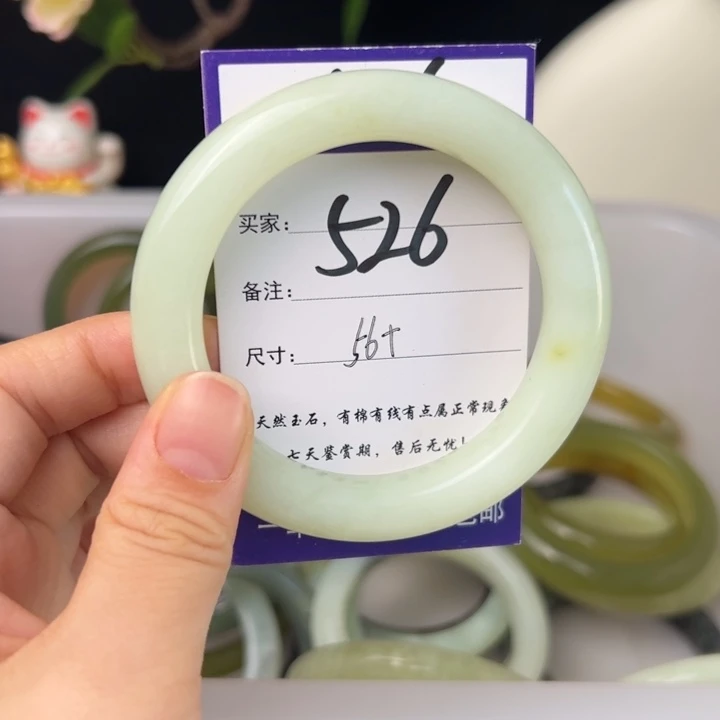 买家: 526
备注:
尺寸: 56+
天然玉石，有棉有线有点属正常现
七天鉴赏期，售后无忧!